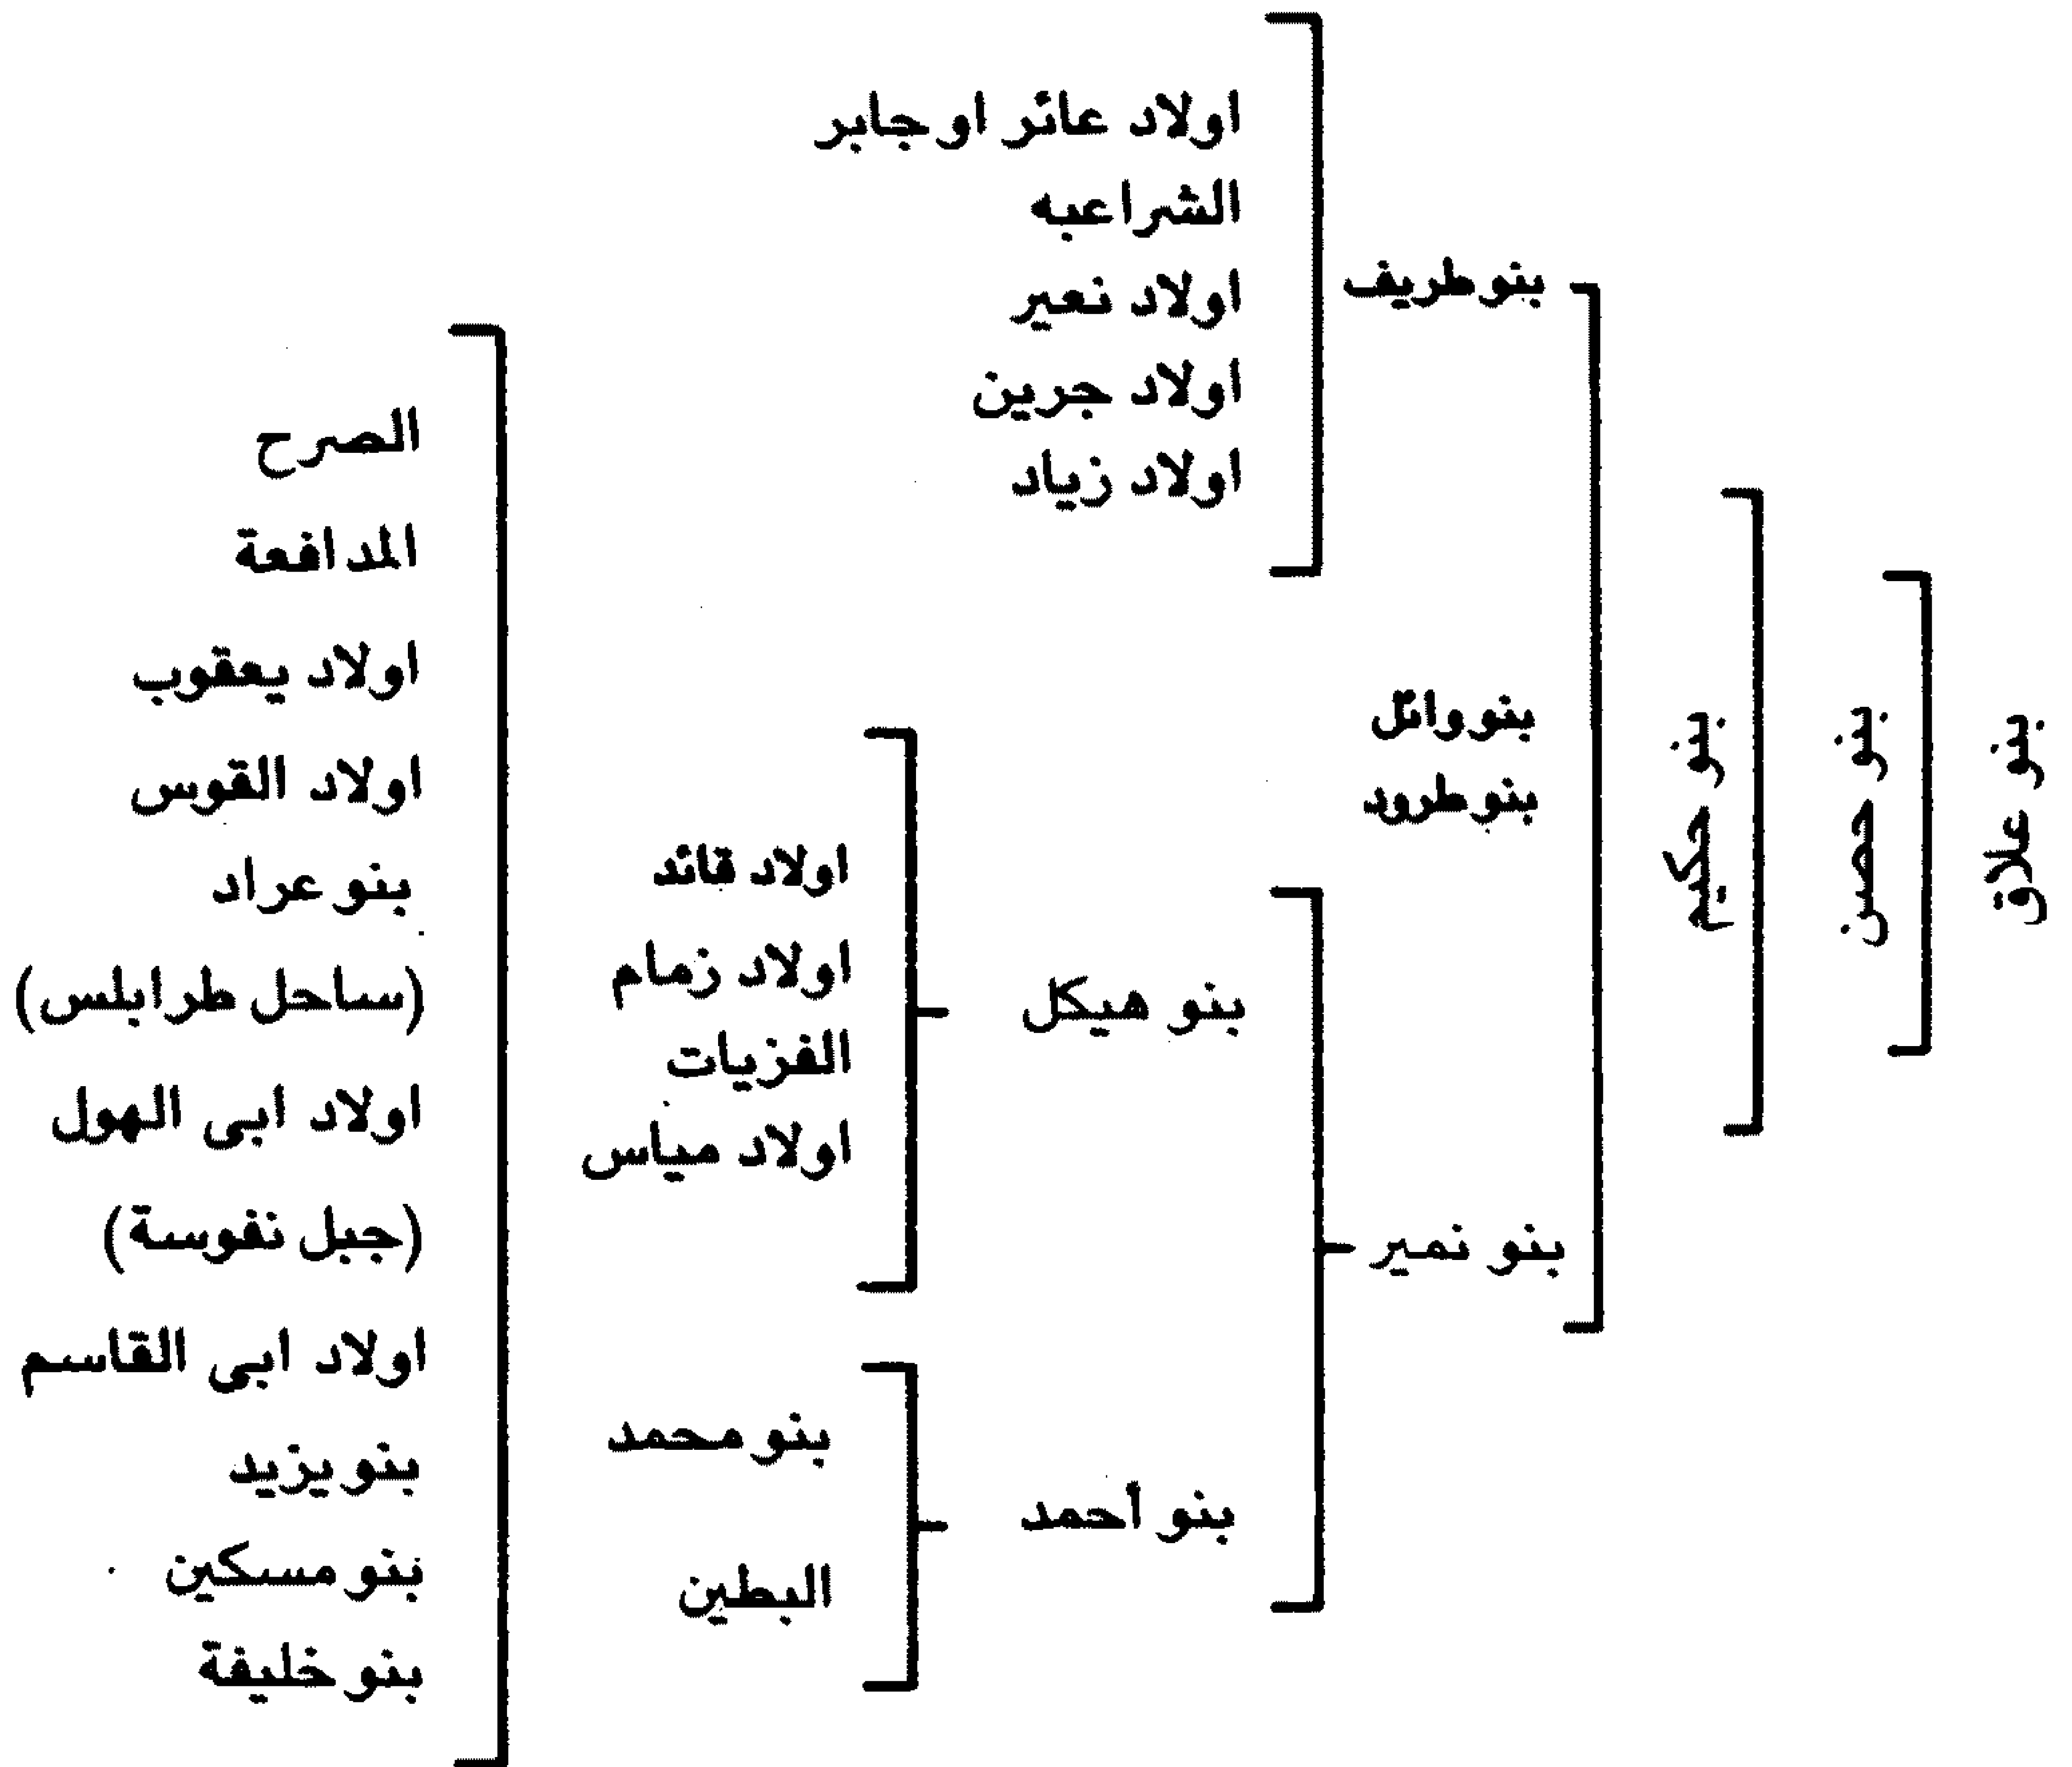 بنو علاق
بنو حصن
بنو حكيم
بنو طريف
بنو وائل
بنو طرود
بنو نمير
اولاد عائر او جابر
الشراعبه
اولاد نعير
اولاد جرين
اولاد زياد
بنو هيكل
بنو أحمد
اولاد قائد
اولاد زمام
الفزيات
اولاد مياس
بنو محمد
البطين
الصرح
المدافعة
اولاد يعقوب
اولاد القوس
بنو عراد
(ساحل طرابلس)
اولاد ابى الهول
(جبل نفوسة)
اولاد ابى القاسم
بنو يزيد
بنو مسكين
بنو خليفة